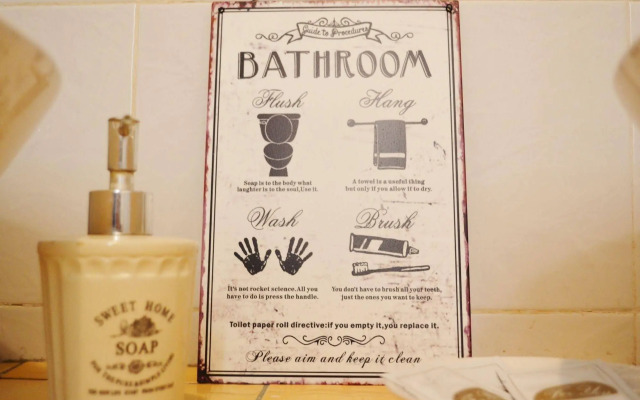 Guide to Procedures
BATHROOM
Flush
Soap is to the body what
laughter is to the soul,Use it.
Hang
A towel is a useful thing
but only if you allow it to dry.
Wash
It's not rocket science.All you
have to do is press the handle.
Brush
You don't have to brush all your teeth,
just the ones you want to keep.
Toilet paper roll directive:if you empty it,you replace it.
Please aim and keep it clean
SWEET HOME
SOAP